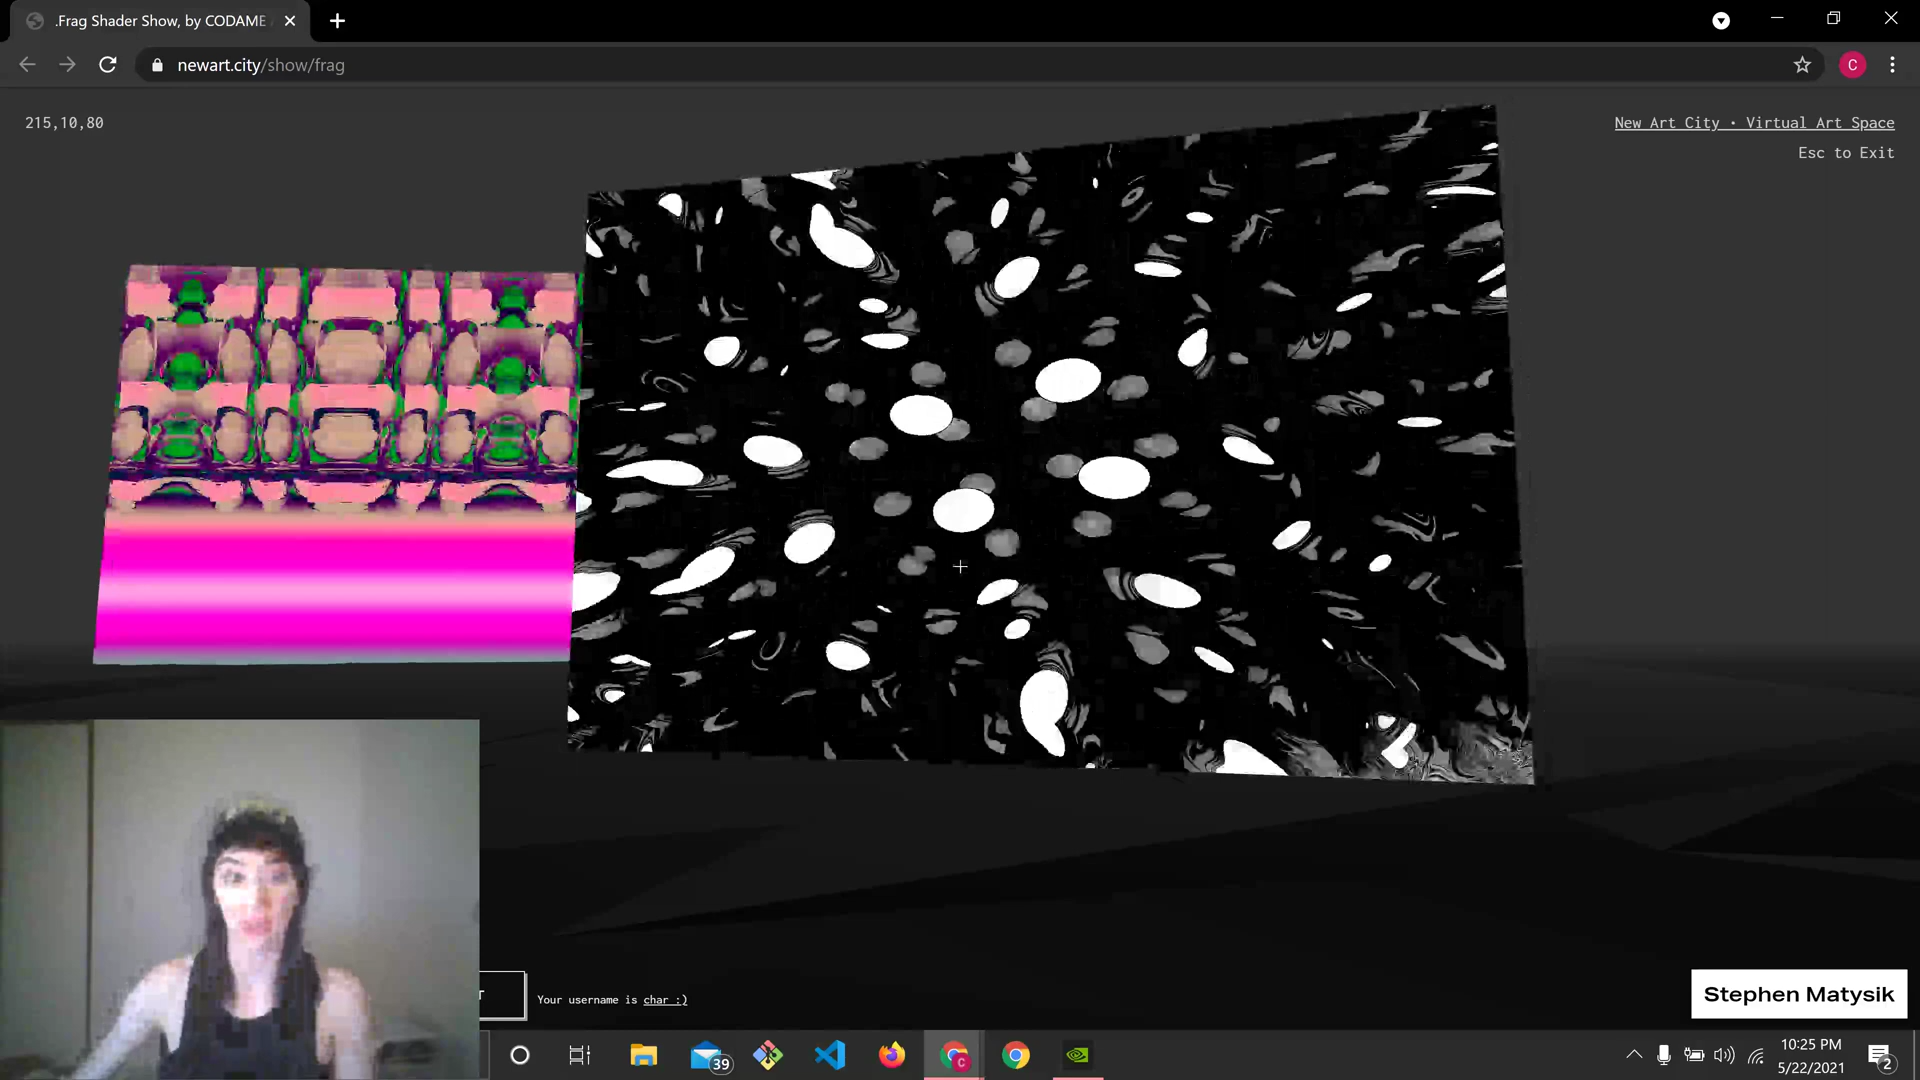 .Frag Shader Show, by CODAME
newart.city/show/frag
C
215,10,80
New Art City • Virtual Art Space
Esc to Exit
Your username is char :)
Stephen Matysik
39
C
10:25 PM
5/22/2021
2